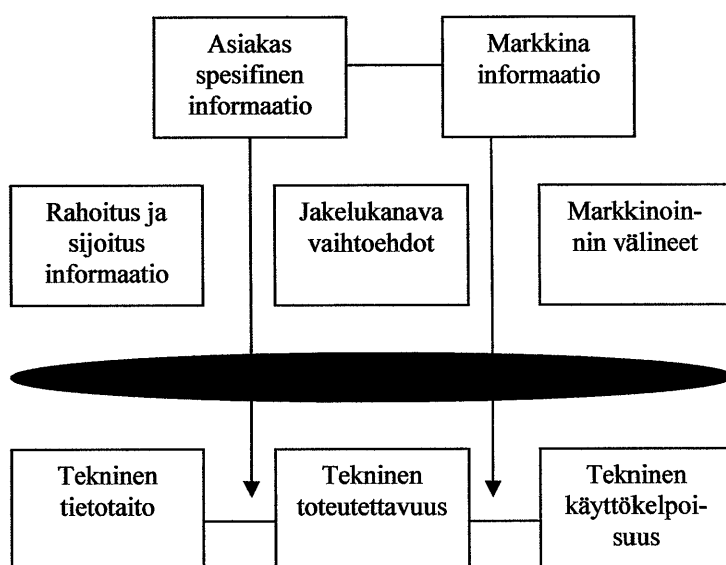 Asiakas
spesifinen
informaatio
Markkina
informaatio
Rahoitus ja
sijoitus
informaatio
Jakelukanava
vaihtoehdot
Markkinoin-
nin välineet
Tekninen
tietotaito
Tekninen
toteutettavuus
Tekninen
käyttökelpoi-
suus